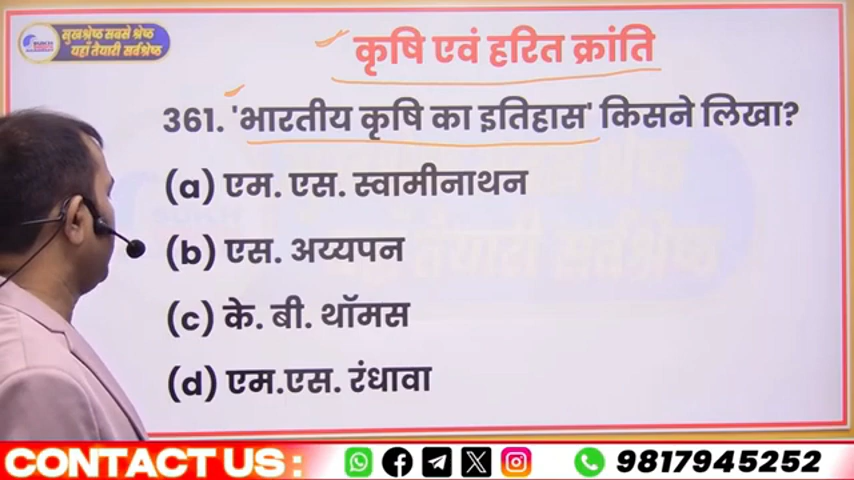 सुखश्रेष्ठ सबसे श्रेष्ठ
यहाँ तैयारी सर्वश्रेष्ठ
कृषि एवं हरित क्रांति
361. 'भारतीय कृषि का इतिहास' किसने लिखा?
(a) एम. एस. स्वामीनाथन
(b) एस. अय्यपन
(c) के. बी. थॉमस
(d) एम.एस. रंधावा
CONTACT US :
9817945252